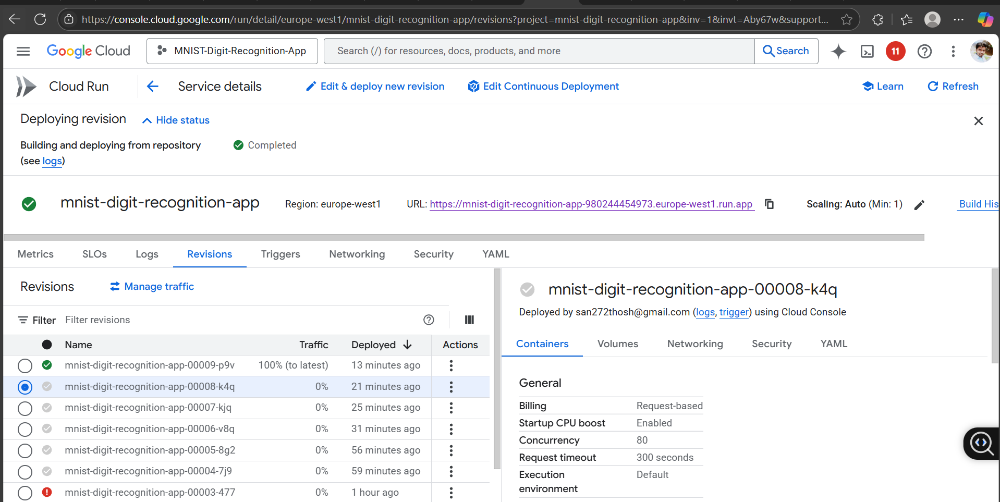 https://console.cloud.google.com/run/detail/europe-west1/mnist-digit-recognition-app/revisions?project=mnist-digit-recognition-app&inv=1&invt=Aby67w&support...
Google Cloud MNIST-Digit-Recognition-App Search (/) for resources, docs, products, and more Search 11
Cloud Run Service details Edit & deploy new revision Edit Continuous Deployment Learn Refresh
Deploying revision Hide status
Building and deploying from repository Completed
(see logs)
mnist-digit-recognition-app Region: europe-west1 URL: https://mnist-digit-recognition-app-980244454973.europe-west1.run.app Scaling: Auto (Min: 1) Build His
Metrics SLOs Logs Revisions Triggers Networking Security YAML
Revisions Manage traffic
Filter Filter revisions
Name Traffic Deployed Actions
mnist-digit-recognition-app-00009-p9v 100% (to latest) 13 minutes ago
mnist-digit-recognition-app-00008-k4q 0% 21 minutes ago
mnist-digit-recognition-app-00007-kjq 0% 25 minutes ago
mnist-digit-recognition-app-00006-v8q 0% 31 minutes ago
mnist-digit-recognition-app-00005-8g2 0% 56 minutes ago
mnist-digit-recognition-app-00004-7j9 0% 59 minutes ago
mnist-digit-recognition-app-00003-477 0% 1 hour ago
mnist-digit-recognition-app-00008-k4q
Deployed by san272thosh@gmail.com (logs, trigger) using Cloud Console
Containers Volumes Networking Security YAML
General
Billing Request-based
Startup CPU boost Enabled
Concurrency 80
Request timeout 300 seconds
Execution Default
environment